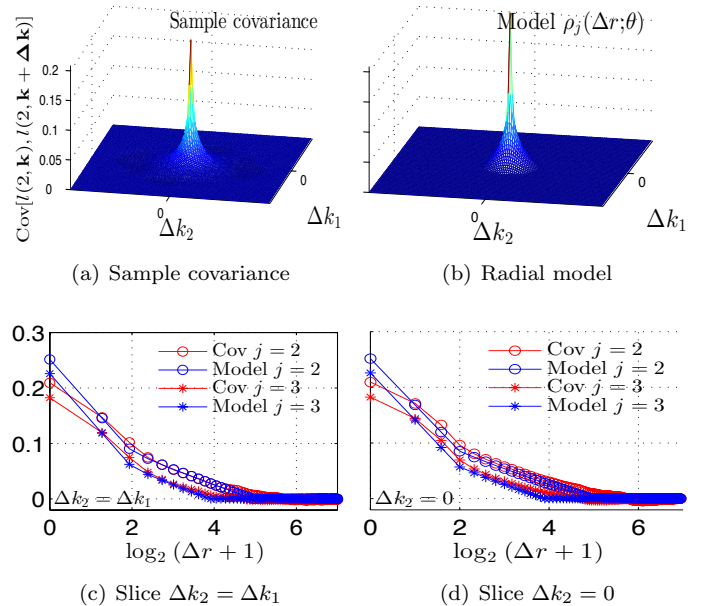 Sample covariance
Cov[l(2, k), l(2, k + Δk)]
0.2
0.15
0.1
0.05
0
0
Δk₂
0
Δk₁
(a) Sample covariance
Model ρⱼ(Δr;θ)
0
Δk₂
0
Δk₁
(b) Radial model
0.3
0.2
0.1
0
Cov j = 2
Model j = 2
Cov j = 3
Model j = 3
Δk₂ = Δk₁
0 2 4 6
log₂ (Δr + 1)
(c) Slice Δk₂ = Δk₁
Cov j = 2
Model j = 2
Cov j = 3
Model j = 3
Δk₂ = 0
0 2 4 6
log₂ (Δr + 1)
(d) Slice Δk₂ = 0